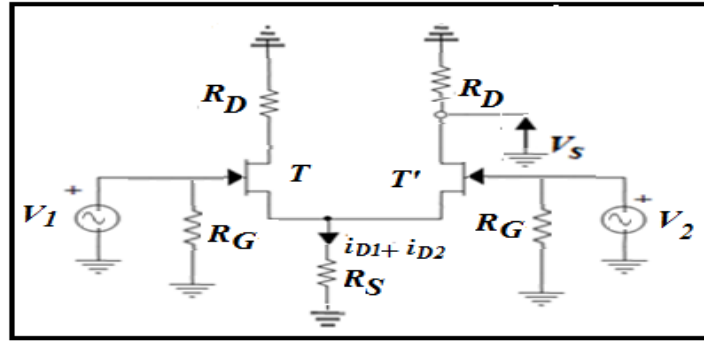 R_D
R_D
V_s
T
T'
+
+
V_1
R_G
i_D1 + i_D2
R_G
V_2
R_S